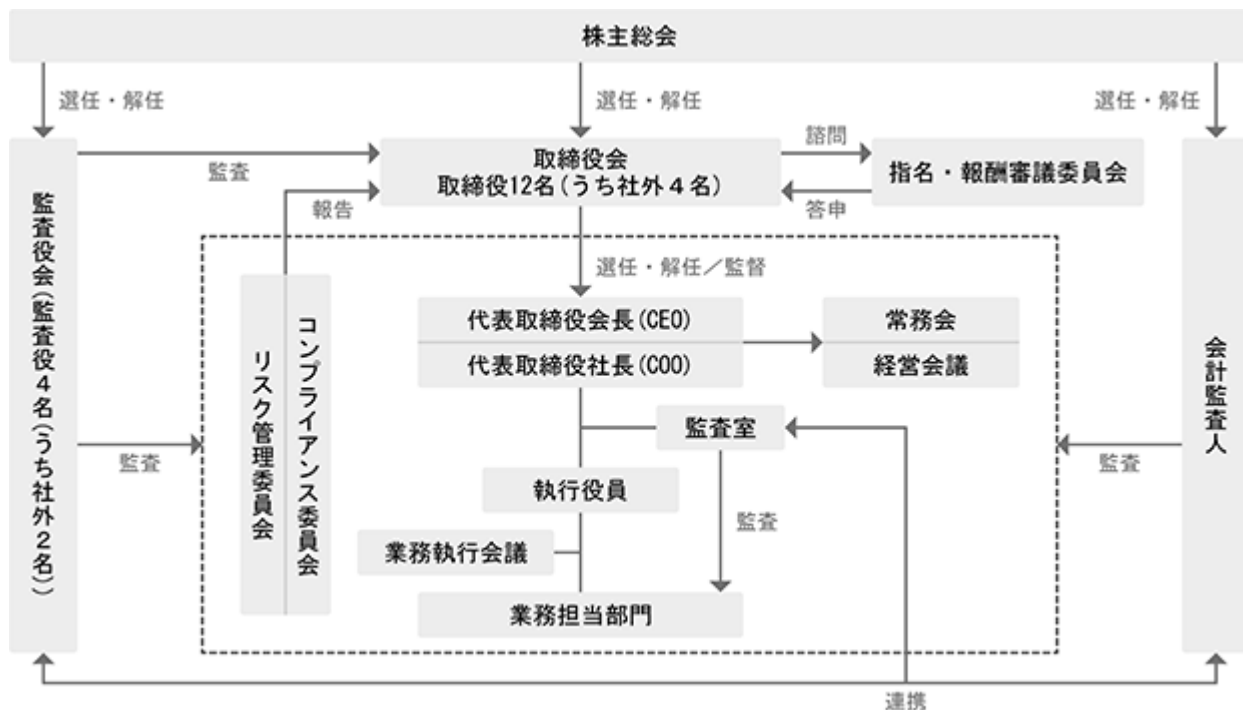 株主総会
選任・解任
選任・解任
選任・解任
監査役会(監査役4名(うち社外2名))
監査
取締役会
取締役12名(うち社外4名)
諮問
答申
指名・報酬審議委員会
会計監査人
報告
選任・解任／監督
コンプライアンス委員会
リスク管理委員会
代表取締役会長(CEO)
代表取締役社長(COO)
常務会
経営会議
監査室
監査
監査
執行役員
監査
業務執行会議
業務担当部門
連携